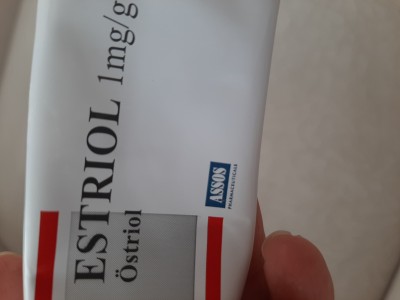 ESTRIOL 1mg/g
Östriol
ASSOS
PHARMACEUTICALS